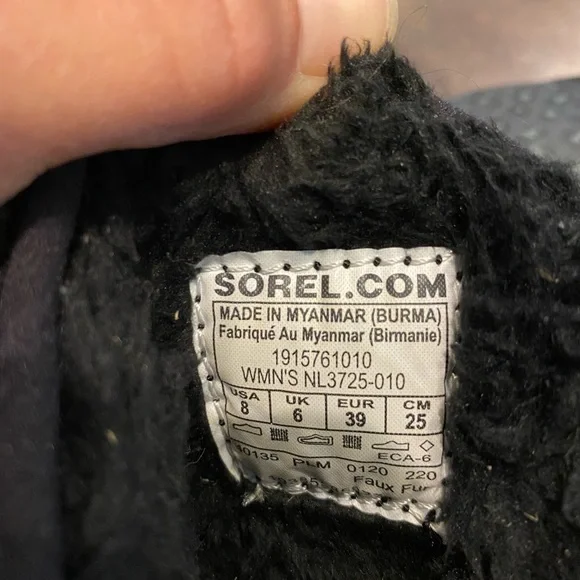 SOREL.COM
MADE IN MYANMAR (BURMA)
Fabriqué Au Myanmar (Birmanie)
1915761010
WMN'S NL3725-010
USA UK EUR CM
8 6 39 25
ECA-6
PLM 0120 220
Faux Fur